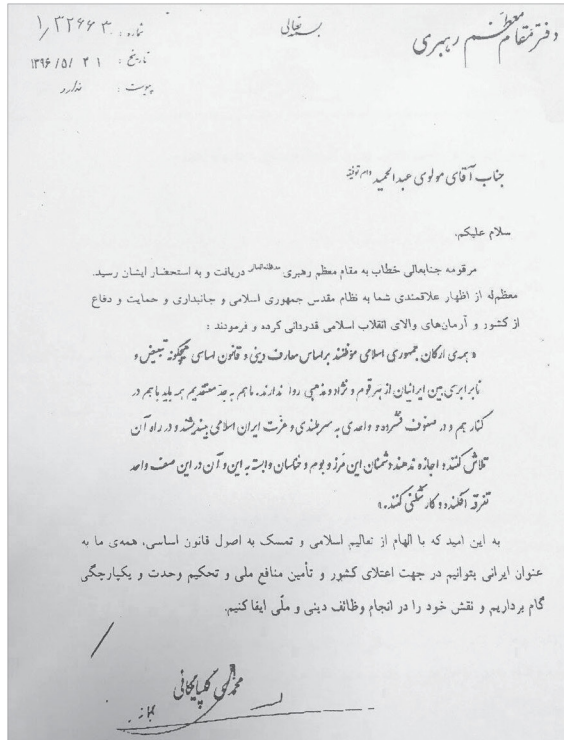 بسمه تعالی
دفتر مقام معظم رهبری
شماره : ۱/۳۲۶۶۳
تاریخ : ۱۳۹۶/۵/۲۱
پیوست : ندارد
جناب آقای مولوی عبدالحمید دام توفیقه
سلام علیکم،
مرقومه جنابعالی خطاب به مقام معظم رهبری مدظله‌العالی دریافت و به استحضار ایشان رسید.
معظم‌له از اظهار علاقمندی شما به نظام مقدس جمهوری اسلامی و جانبداری و حمایت و دفاع
از کشور و آرمان‌های والای انقلاب اسلامی قدردانی کرده و فرمودند :
« همه‌ی ارکان جمهوری اسلامی موظفند براساس معارف دینی و قانون اساسی هیچگونه تبعیض و
نابرابری بین ایرانیان از هر قوم و نژاد و مذهبی روا ندارند. ما هم به جد معتقدیم همه باید باهم در
کنار هم و در صفوف فشرده و واحدی به سربلندی و عزّت ایران اسلامی بیندیشند و در راه آن
تلاش کنند و اجازه ندهند دشمنان این مرز و بوم و خناسان وابسته به این و آن در این صف واحد
تفرقه افکنده و کارشکنی کنند.»
به این امید که با الهام از تعالیم اسلامی و تمسک به اصول قانون اساسی، همه‌ی ما به
عنوان ایرانی بتوانیم در جهت اعتلای کشور و تأمین منافع ملی و تحکیم وحدت و یکپارچگی
گام برداریم و نقش خود را در انجام وظائف دینی و ملّی ایفا کنیم.
محمدی گلپایگانی